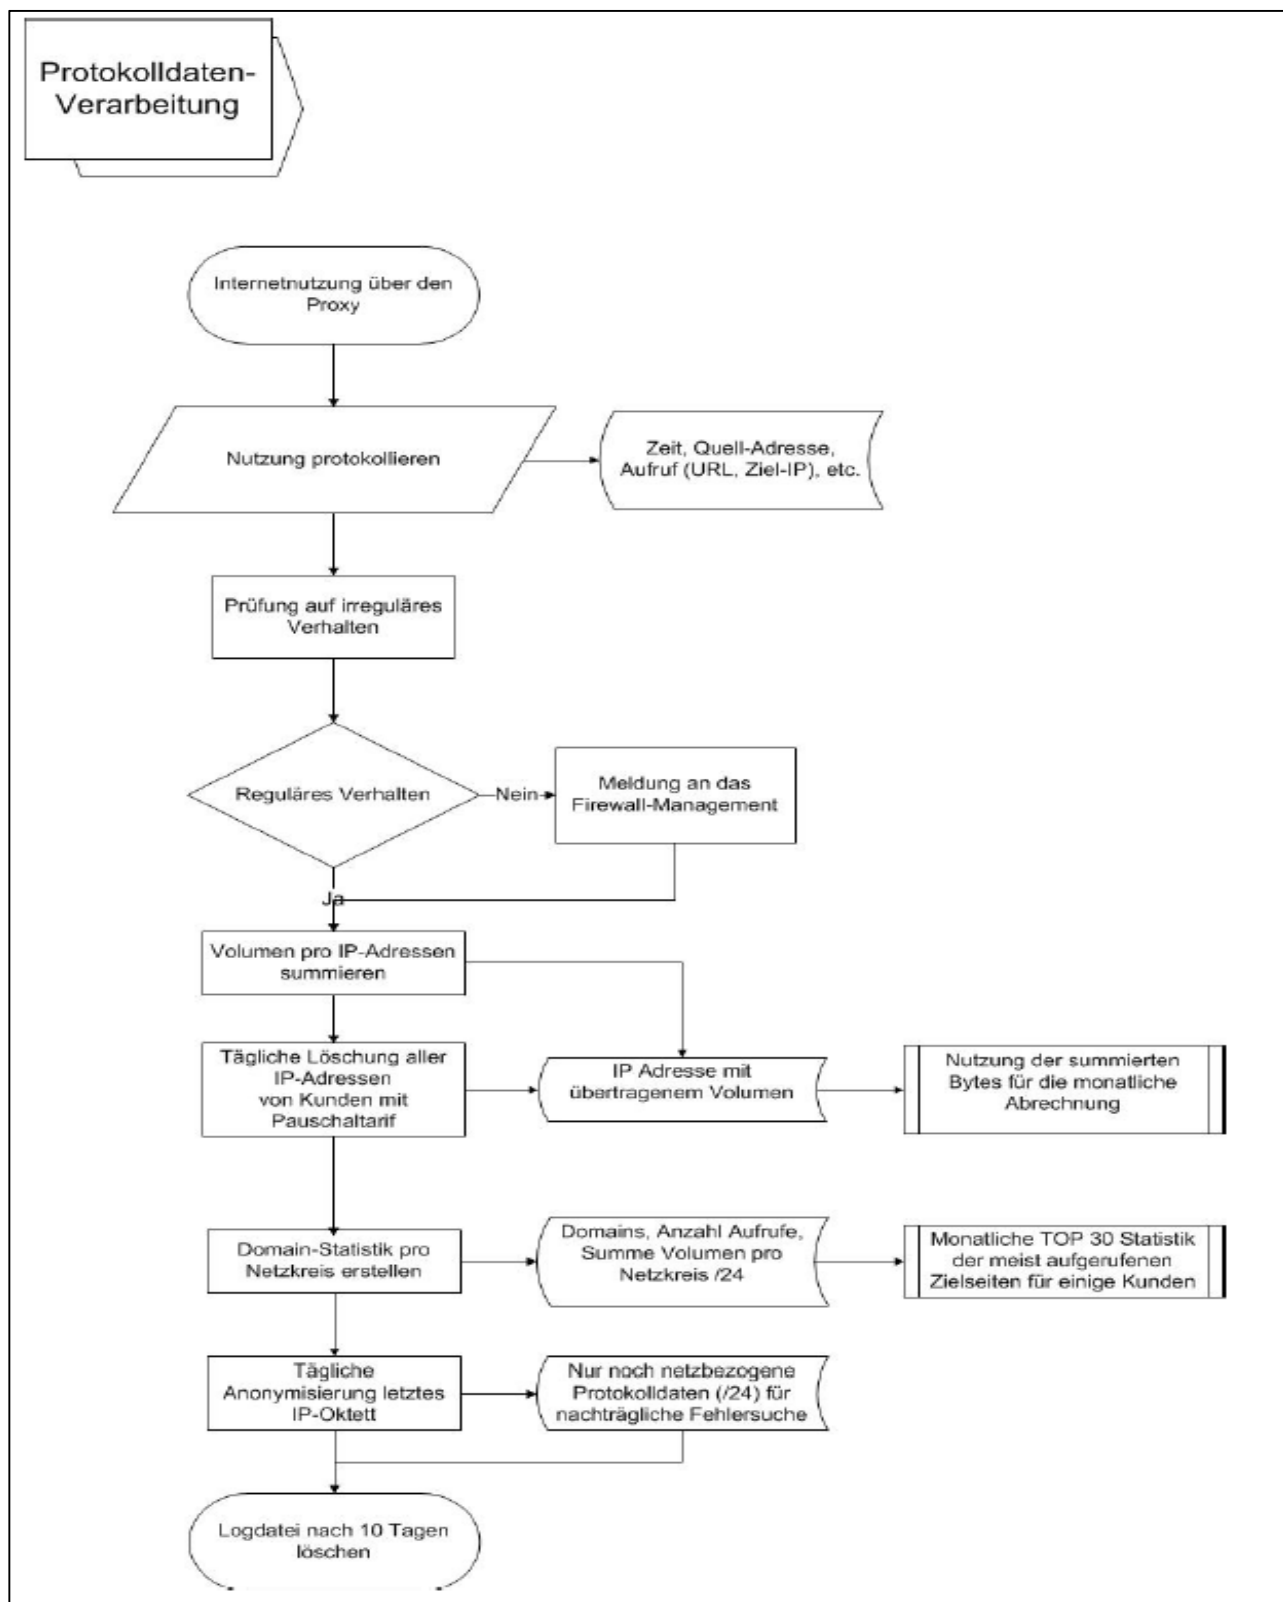 Protokolldaten-
Verarbeitung
Internetnutzung über den
Proxy
Nutzung protokollieren
Zeit, Quell-Adresse,
Aufruf (URL, Ziel-IP), etc.
Prüfung auf irreguläres
Verhalten
Reguläres Verhalten
Nein
Meldung an das
Firewall-Management
Ja
Volumen pro IP-Adressen
summieren
Tägliche Löschung aller
IP-Adressen
von Kunden mit
Pauschaltarif
IP Adresse mit
übertragenem Volumen
Nutzung der summierten
Bytes für die monatliche
Abrechnung
Domain-Statistik pro
Netzkreis erstellen
Domains, Anzahl Aufrufe,
Summe Volumen pro
Netzkreis /24
Monatliche TOP 30 Statistik
der meist aufgerufenen
Zielseiten für einige Kunden
Tägliche
Anonymisierung letztes
IP-Oktett
Nur noch netzbezogene
Protokolldaten (/24) für
nachträgliche Fehlersuche
Logdatei nach 10 Tagen
löschen